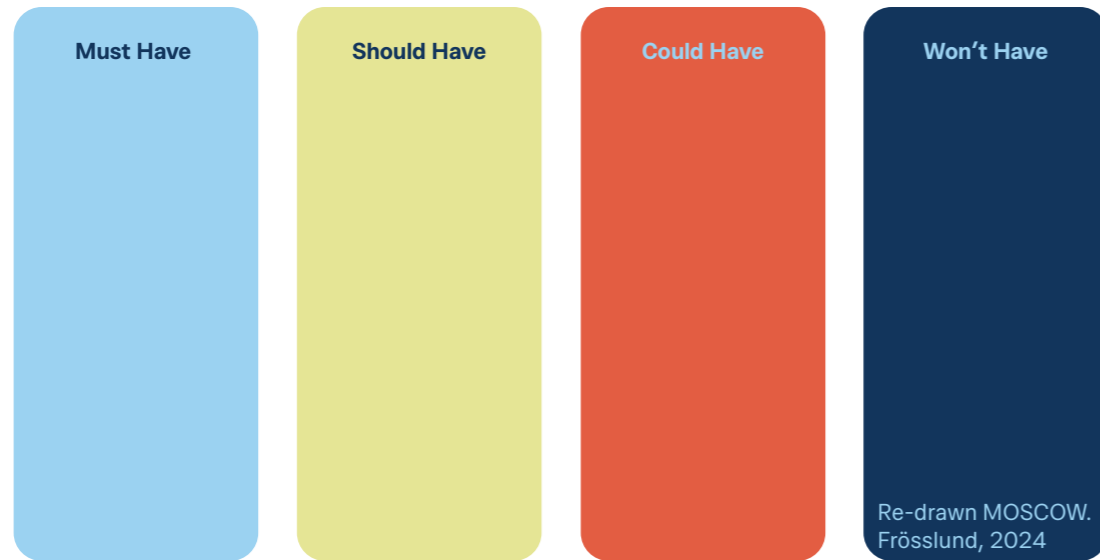 Must Have
Should Have
Could Have
Won’t Have
Re-drawn MOSCOW.
Frösslund, 2024